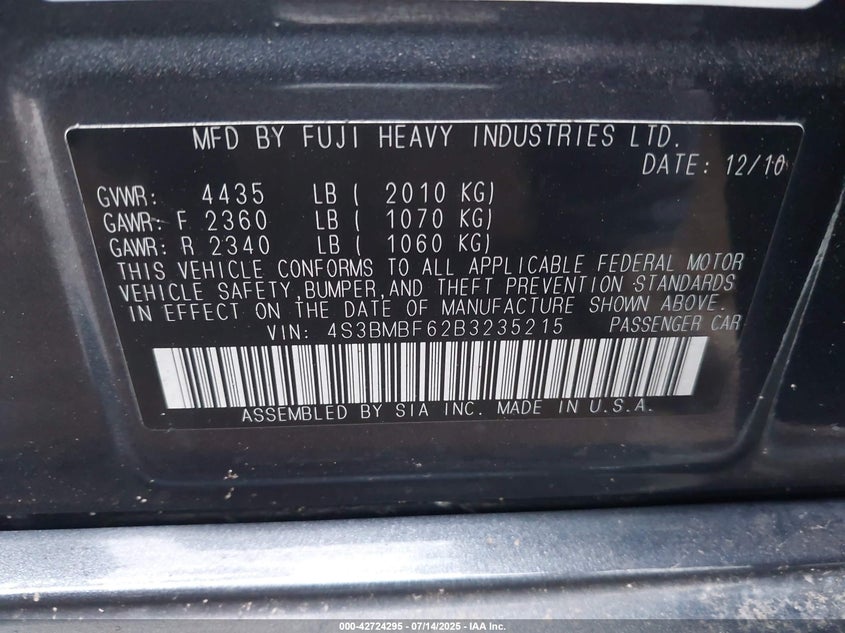 MFD BY FUJI HEAVY INDUSTRIES LTD.
DATE: 12/10
GVWR: 4435 LB ( 2010 KG)
GAWR: F 2360 LB ( 1070 KG)
GAWR: R 2340 LB ( 1060 KG)
THIS VEHICLE CONFORMS TO ALL APPLICABLE FEDERAL MOTOR
VEHICLE SAFETY,BUMPER,AND THEFT PREVENTION STANDARDS
IN EFFECT ON THE DATE OF MANUFACTURE SHOWN ABOVE.
VIN: 4S3BMBF62B3235215 PASSENGER CAR
ASSEMBLED BY SIA INC. MADE IN U.S.A.
000-42724295 - 07/14/2025 - IAA Inc.